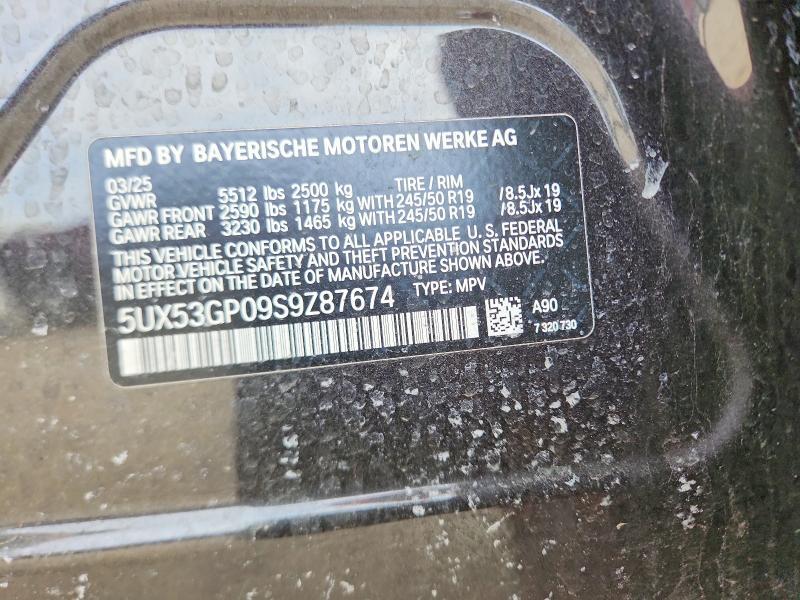 MFD BY BAYERISCHE MOTOREN WERKE AG
03/25 TIRE / RIM
GVWR 5512 lbs 2500 kg
GAWR FRONT 2590 lbs 1175 kg WITH 245/50 R19 /8.5Jx19
GAWR REAR 3230 lbs 1465 kg WITH 245/50 R19 /8.5Jx19
THIS VEHICLE CONFORMS TO ALL APPLICABLE U. S. FEDERAL
MOTOR VEHICLE SAFETY AND THEFT PREVENTION STANDARDS
IN EFFECT ON THE DATE OF MANUFACTURE SHOWN ABOVE.
5UX53GP09S9Z87674 TYPE: MPV
A90
7 320 730